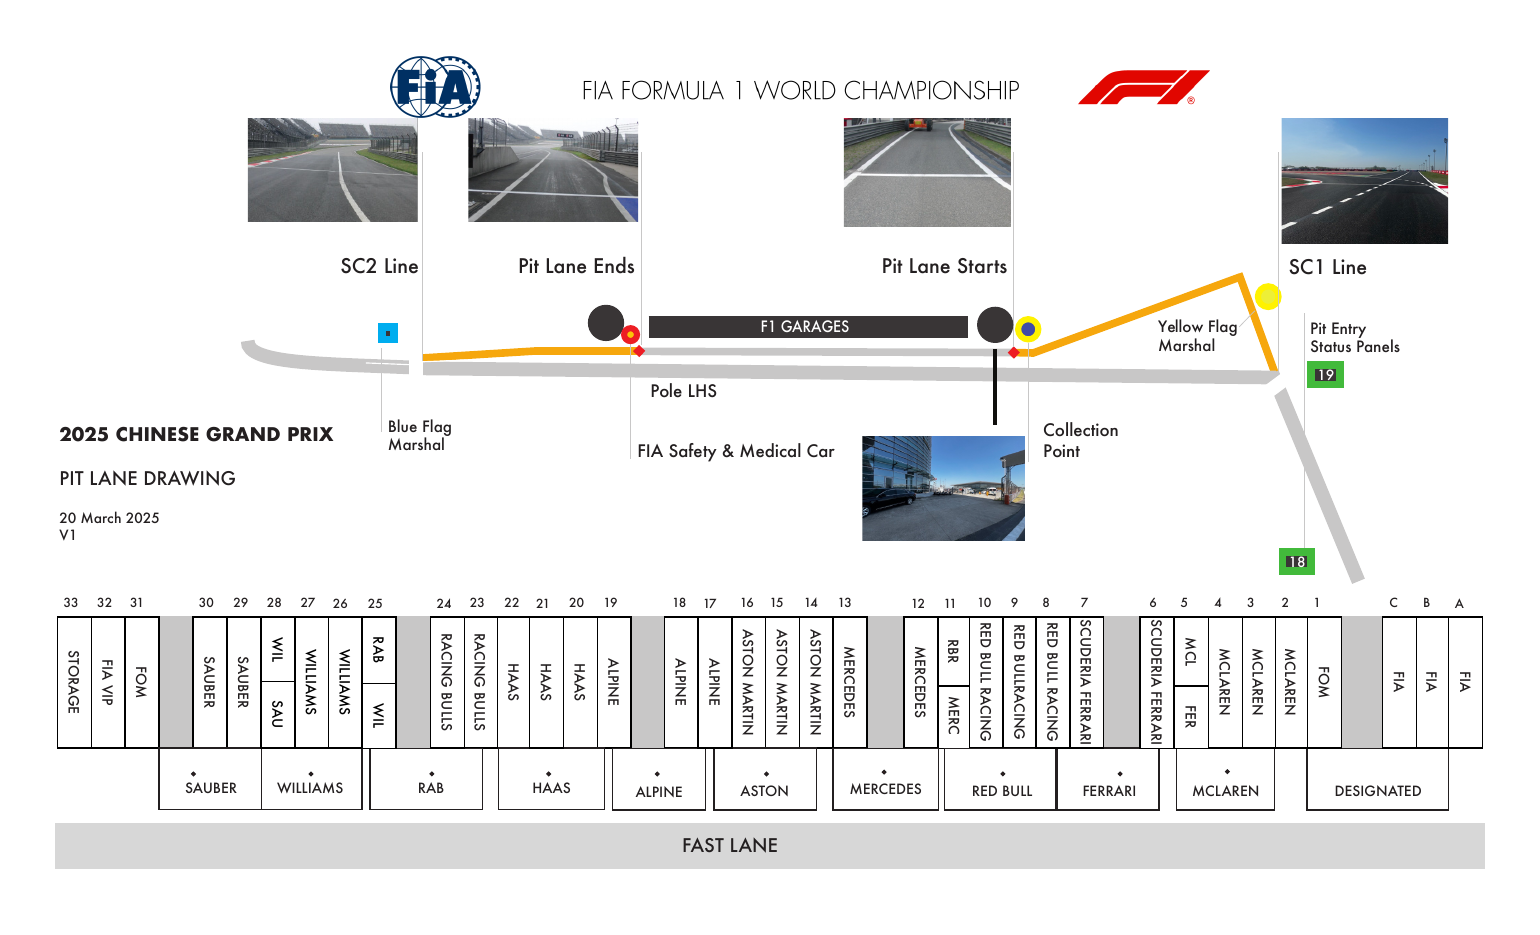 FiA
FIA FORMULA 1 WORLD CHAMPIONSHIP
F1®
SC2 Line
Pit Lane Ends
Pit Lane Starts
SC1 Line
F1 GARAGES
Yellow Flag
Marshal
Pit Entry
Status Panels
19
Pole LHS
Blue Flag
Marshal
FIA Safety & Medical Car
Collection
Point
2025 CHINESE GRAND PRIX
PIT LANE DRAWING
20 March 2025
V1
18
33 32 31 30 29 28 27 26 25 24 23 22 21 20 19 18 17 16 15 14 13 12 11 10 9 8 7 6 5 4 3 2 1 C B A
STORAGE
FIA VIP
FOM
SAUBER
SAUBER
WIL
SAU
WILLIAMS
WILLIAMS
RAB
WIL
RACING BULLS
RACING BULLS
HAAS
HAAS
HAAS
ALPINE
ALPINE
ALPINE
ASTON MARTIN
ASTON MARTIN
ASTON MARTIN
MERCEDES
MERCEDES
RBR
MERC
RED BULL RACING
RED BULLRACING
RED BULL RACING
SCUDERIA FERRARI
SCUDERIA FERRARI
MCL
FER
MCLAREN
MCLAREN
MCLAREN
FOM
FIA
FIA
FIA
SAUBER WILLIAMS RAB HAAS ALPINE ASTON MERCEDES RED BULL FERRARI MCLAREN DESIGNATED
FAST LANE